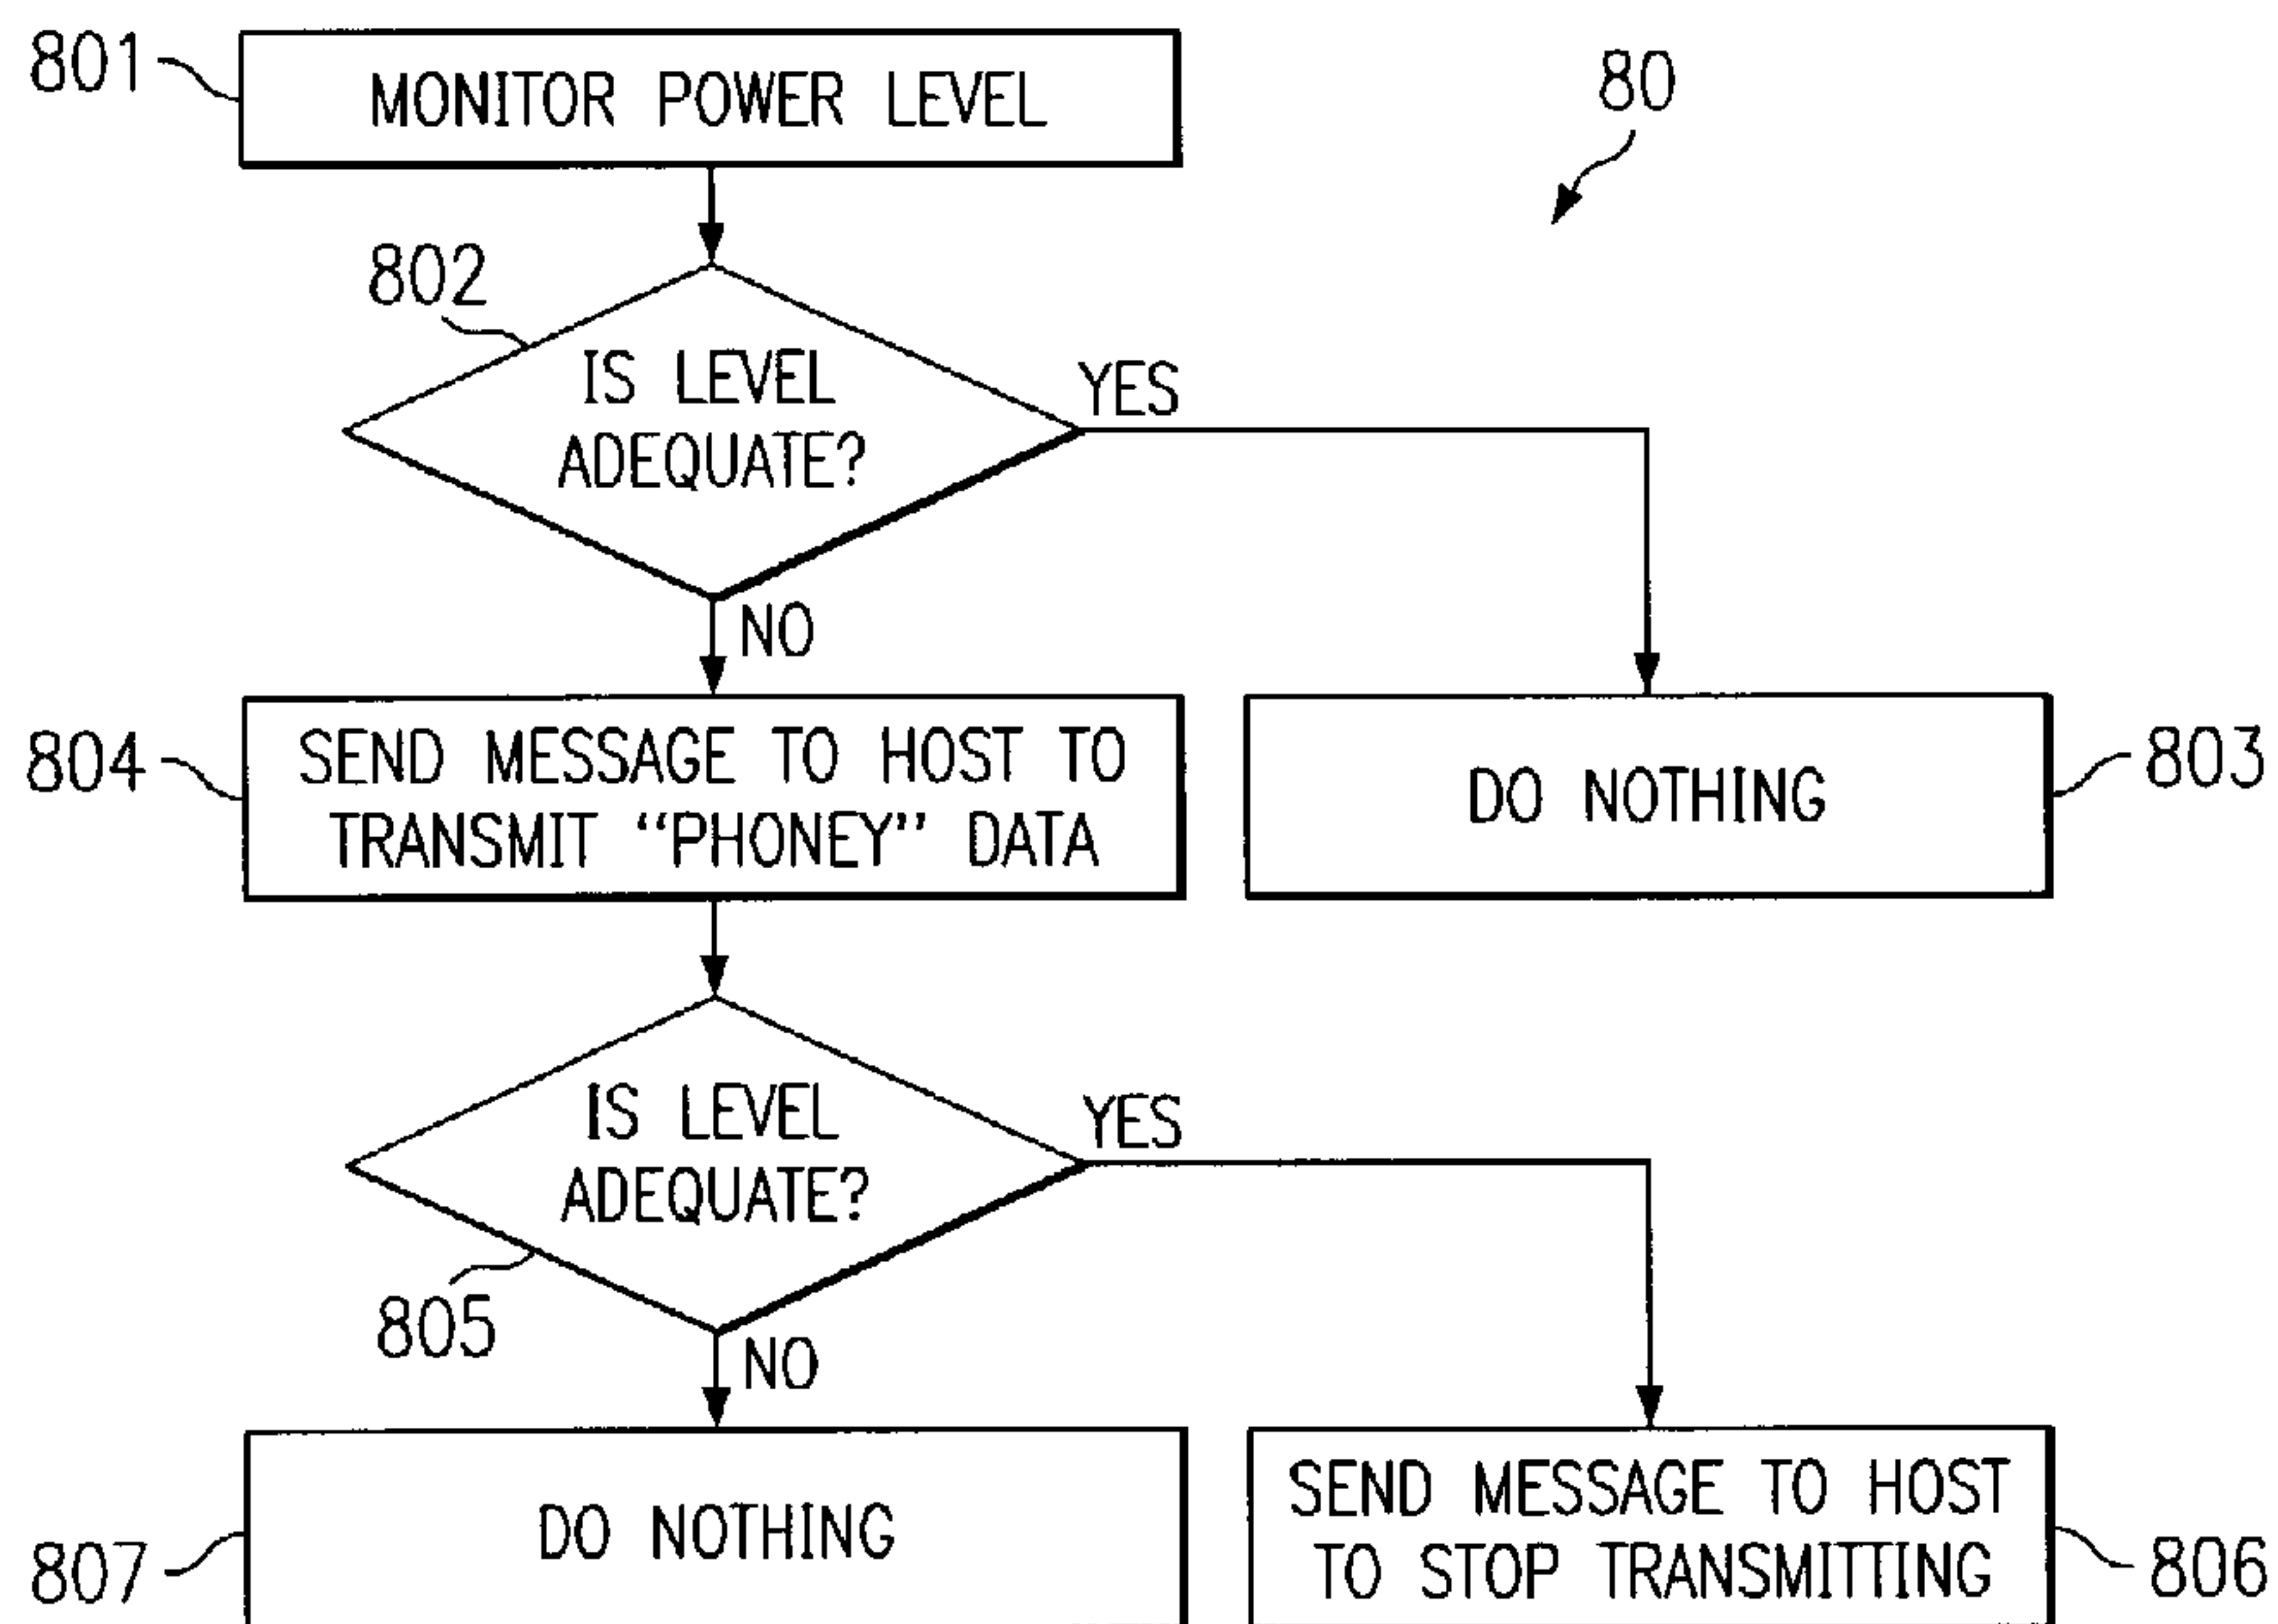 801
MONITOR POWER LEVEL
80
802
IS LEVEL
ADEQUATE?
YES
NO
804
SEND MESSAGE TO HOST TO
TRANSMIT “PHONEY” DATA
DO NOTHING
803
IS LEVEL
ADEQUATE?
YES
805
NO
807
DO NOTHING
SEND MESSAGE TO HOST
TO STOP TRANSMITTING
806